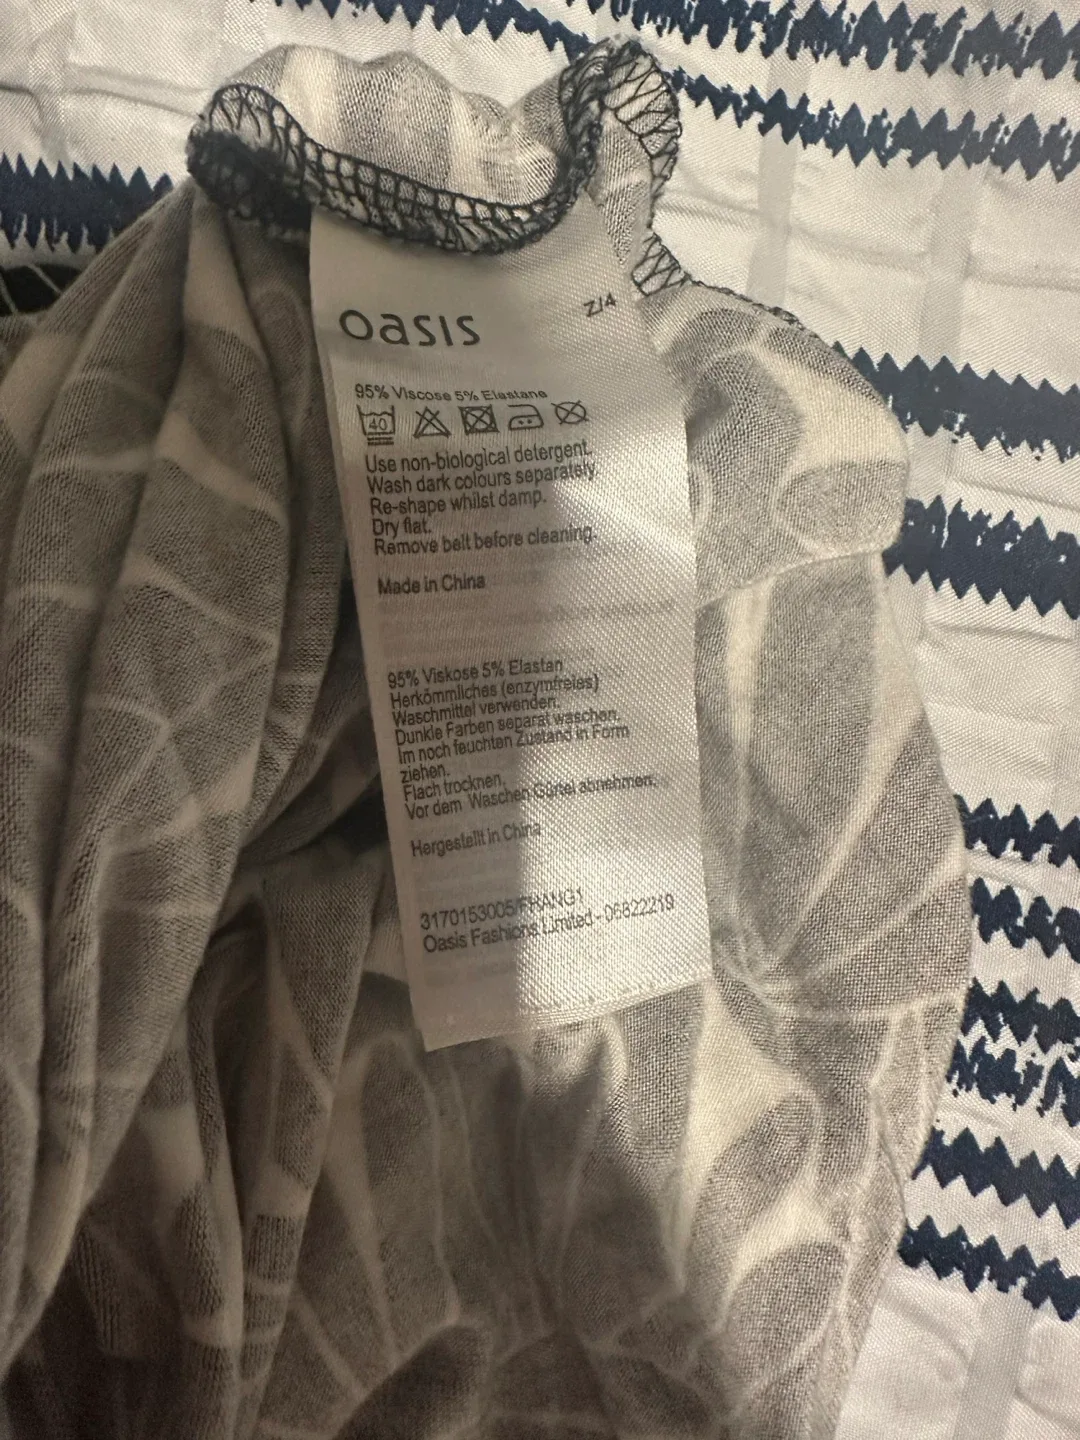 oasis
Z/4
95% Viscose 5% Elastane
40
Use non-biological detergent.
Wash dark colours separately.
Re-shape whilst damp.
Dry flat.
Remove belt before cleaning.
Made in China
95% Viskose 5% Elastan
Herkömmliches (enzymfreies)
Waschmittel verwenden.
Dunkle Farben separat waschen.
Im noch feuchten Zustand in Form
ziehen.
Flach trocknen.
Vor dem Waschen Gürtel abnehmen.
Hergestellt in China
3170153005/FHANG1
Oasis Fashions Limited - 06822219